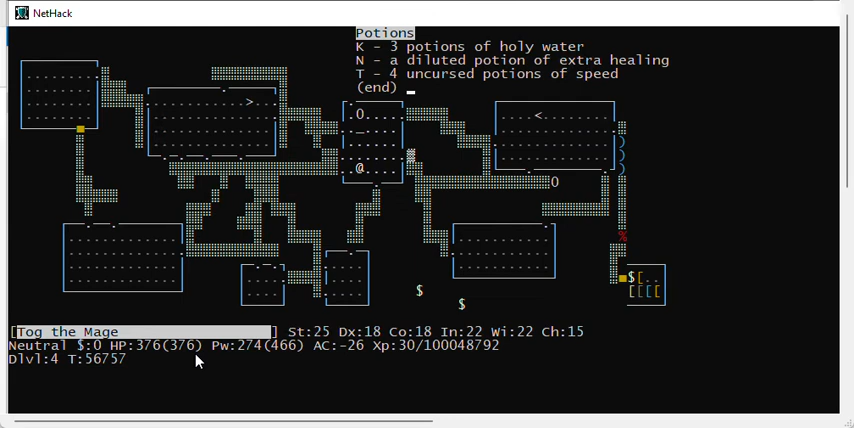 NetHack
Potions
K - 3 potions of holy water
N - a diluted potion of extra healing
T - 4 uncursed potions of speed
(end)
[Tog the Mage ] St:25 Dx:18 Co:18 In:22 Wi:22 Ch:15
Neutral $:0 HP:376(376) Pw:274(466) AC:-26 Xp:30/100048792
Dlvl:4 T:56757